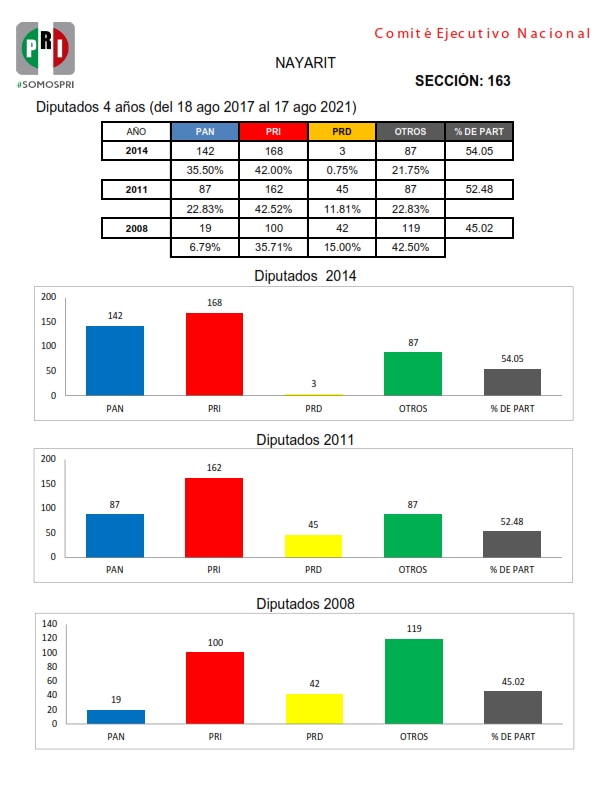 Comité Ejecutivo Nacional
PRI
#SOMOSPRI
NAYARIT
SECCIÓN: 163
Diputados 4 años (del 18 ago 2017 al 17 ago 2021)
AÑO PAN PRI PRD OTROS % DE PART
2014 142 168 3 87 54.05
35.50% 42.00% 0.75% 21.75%
2011 87 162 45 87 52.48
22.83% 42.52% 11.81% 22.83%
2008 19 100 42 119 45.02
6.79% 35.71% 15.00% 42.50%
Diputados 2014
200
150
100
50
0
142
168
3
87
54.05
PAN PRI PRD OTROS % DE PART
Diputados 2011
200
150
100
50
0
87
162
45
87
52.48
PAN PRI PRD OTROS % DE PART
Diputados 2008
140
120
100
80
60
40
20
0
19
100
42
119
45.02
PAN PRI PRD OTROS % DE PART